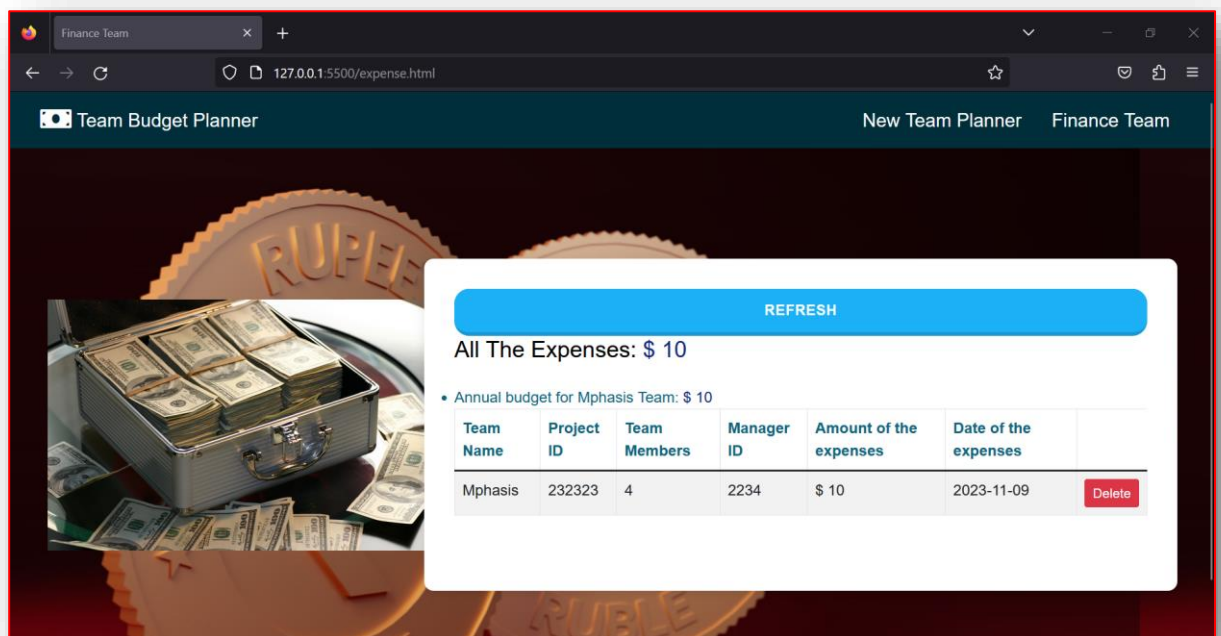 Finance Team
127.0.0.1:5500/expense.html
Team Budget Planner
New Team Planner
Finance Team
RUPEE
REFRESH
All The Expenses: $ 10
• Annual budget for Mphasis Team: $ 10
Team Name Project ID Team Members Manager ID Amount of the expenses Date of the expenses
Mphasis 232323 4 2234 $ 10 2023-11-09 Delete
RUBLE